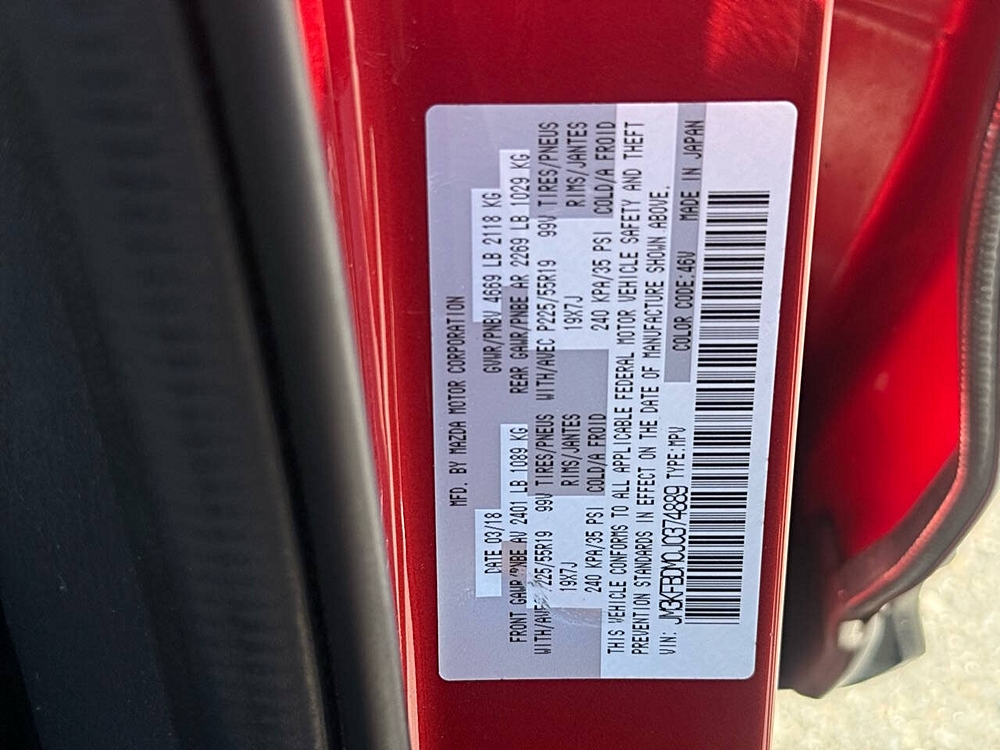 MFD. BY MAZDA MOTOR CORPORATION
DATE 03/18 GVWR/PNBV 4669 LB 2118 KG
FRONT GAWR/PNBE AV 2401 LB 1089 KG REAR GAWR/PNBE AR 2269 LB 1029 KG
WITH/AVEC 225/55R19 99V TIRES/PNEUS WITH/AVEC P225/55R19 99V TIRES/PNEUS
19X7J RIMS/JANTES 19X7J RIMS/JANTES
240 KPA/35 PSI COLD/A FROID 240 KPA/35 PSI COLD/A FROID
THIS VEHICLE CONFORMS TO ALL APPLICABLE FEDERAL MOTOR VEHICLE SAFETY AND THEFT
PREVENTION STANDARDS IN EFFECT ON THE DATE OF MANUFACTURE SHOWN ABOVE.
VIN: JM3KFBDM0J0374889 TYPE:MPV COLOR CODE:46V MADE IN JAPAN